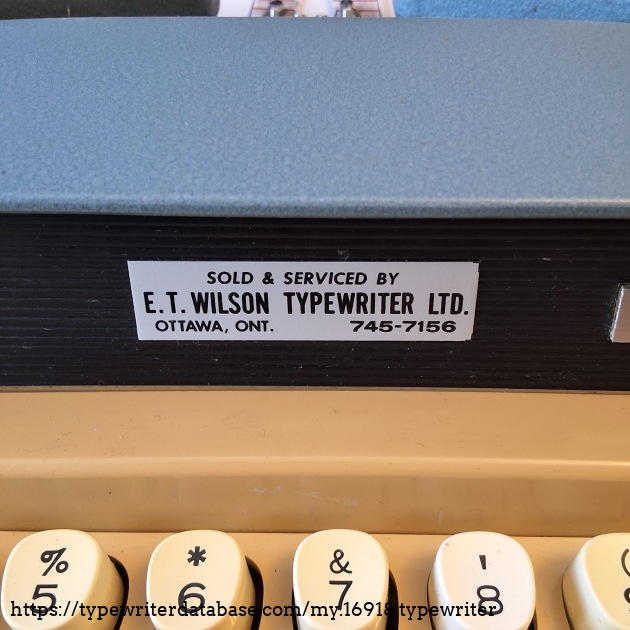 SOLD & SERVICED BY
E.T. WILSON TYPEWRITER LTD.
OTTAWA, ONT. 745-7156
% * & ' (
5 6 7 8
https://typewriterdatabase.com/my.16918.typewriter